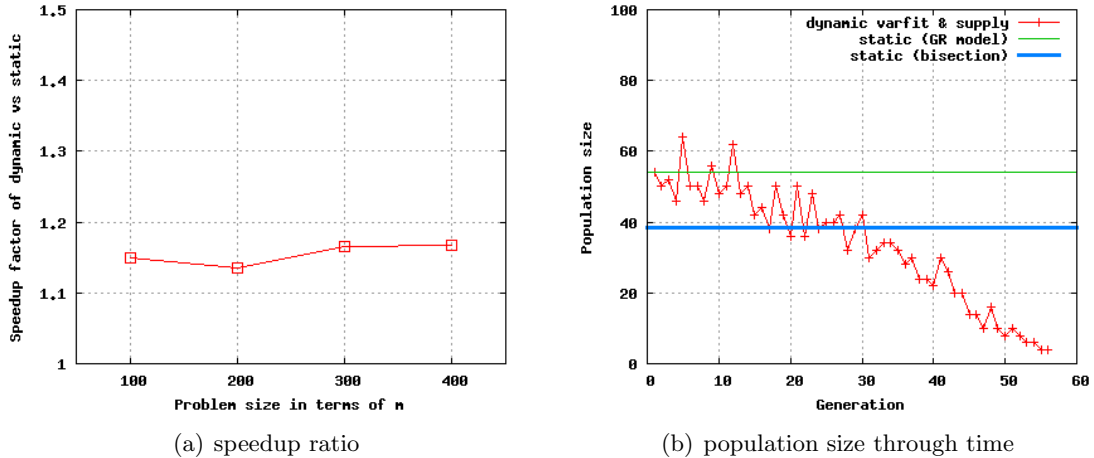 Speedup factor of dynamic vs static
1.5
1.4
1.3
1.2
1.1
1
100 200 300 400
Problem size in terms of m
(a) speedup ratio
Population size
100
80
60
40
20
0
dynamic varfit & supply
static (GR model)
static (bisection)
0 10 20 30 40 50 60
Generation
(b) population size through time